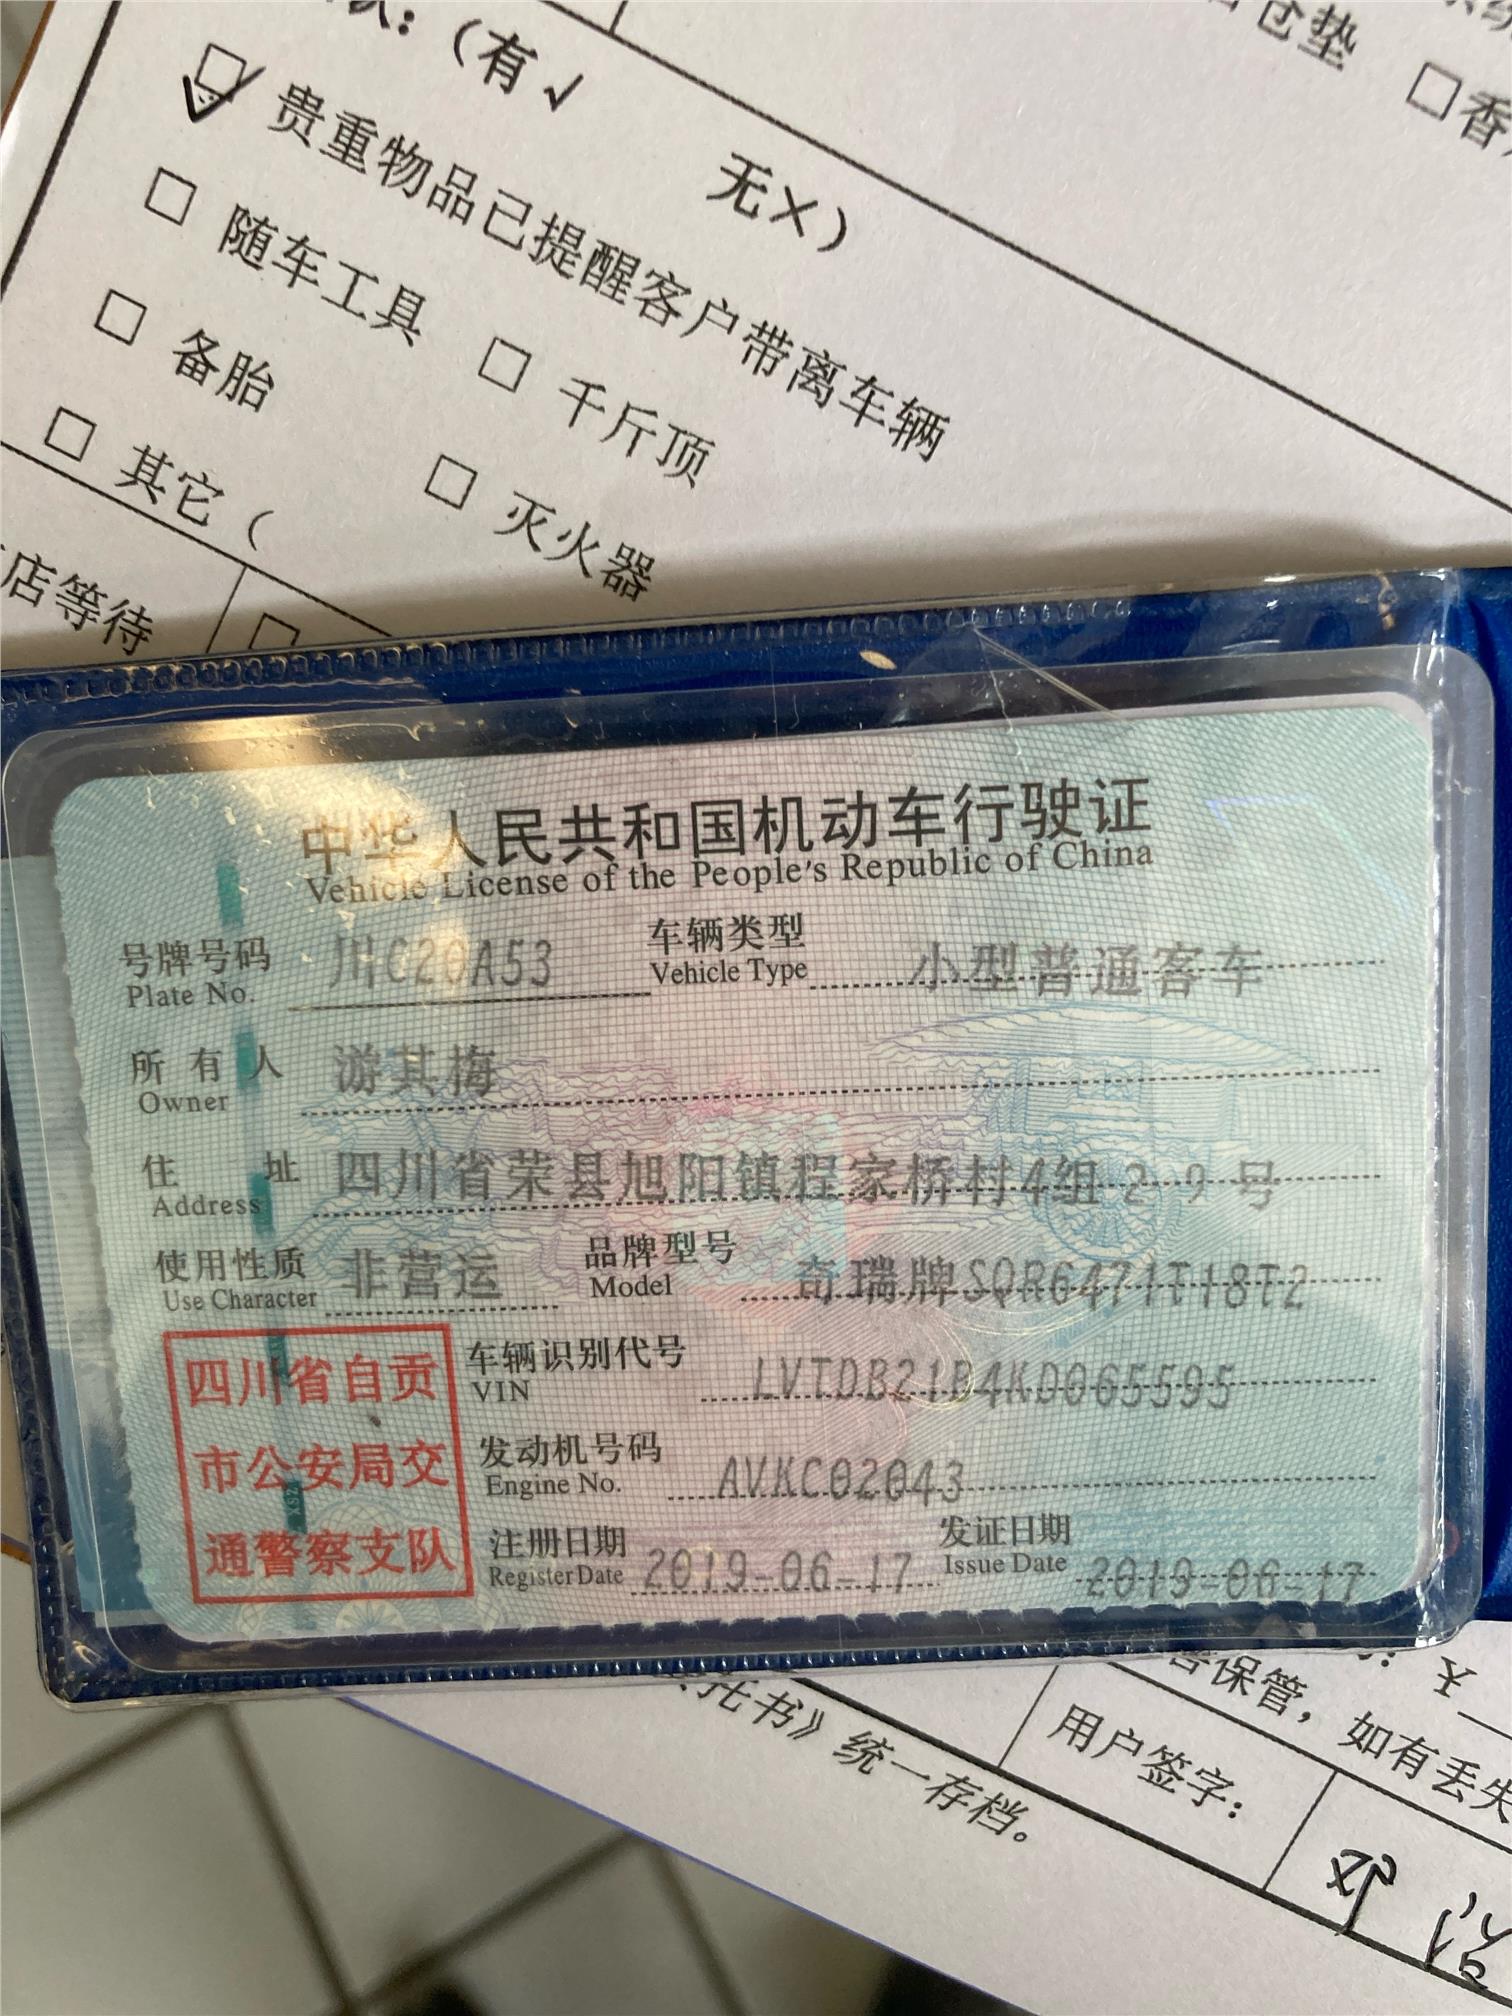 ：（有√
无×）
贵重物品已提醒客户带离车辆
随车工具
千斤顶
备胎
灭火器
其它（
店等待
仓垫
香
中华人民共和国机动车行驶证
Vehicle License of the People's Republic of China
号牌号码 川C20A53 车辆类型 小型普通客车
Plate No. Vehicle Type
所有人 游其梅
Owner
住址 四川省荣县旭阳镇程家桥村4组29号
Address
使用性质 非营运 品牌型号 奇瑞牌SQR6471T18T2
Use Character Model
四川省自贡
市公安局交
通警察支队
车辆识别代号 LVTDB21B4KD065595
VIN
发动机号码 AVKC02043
Engine No.
注册日期 2019-06-17 发证日期 2019-06-17
Register Date Issue Date
托书》统一存档。
保管，如有丢失
用户签字：
¥
邓